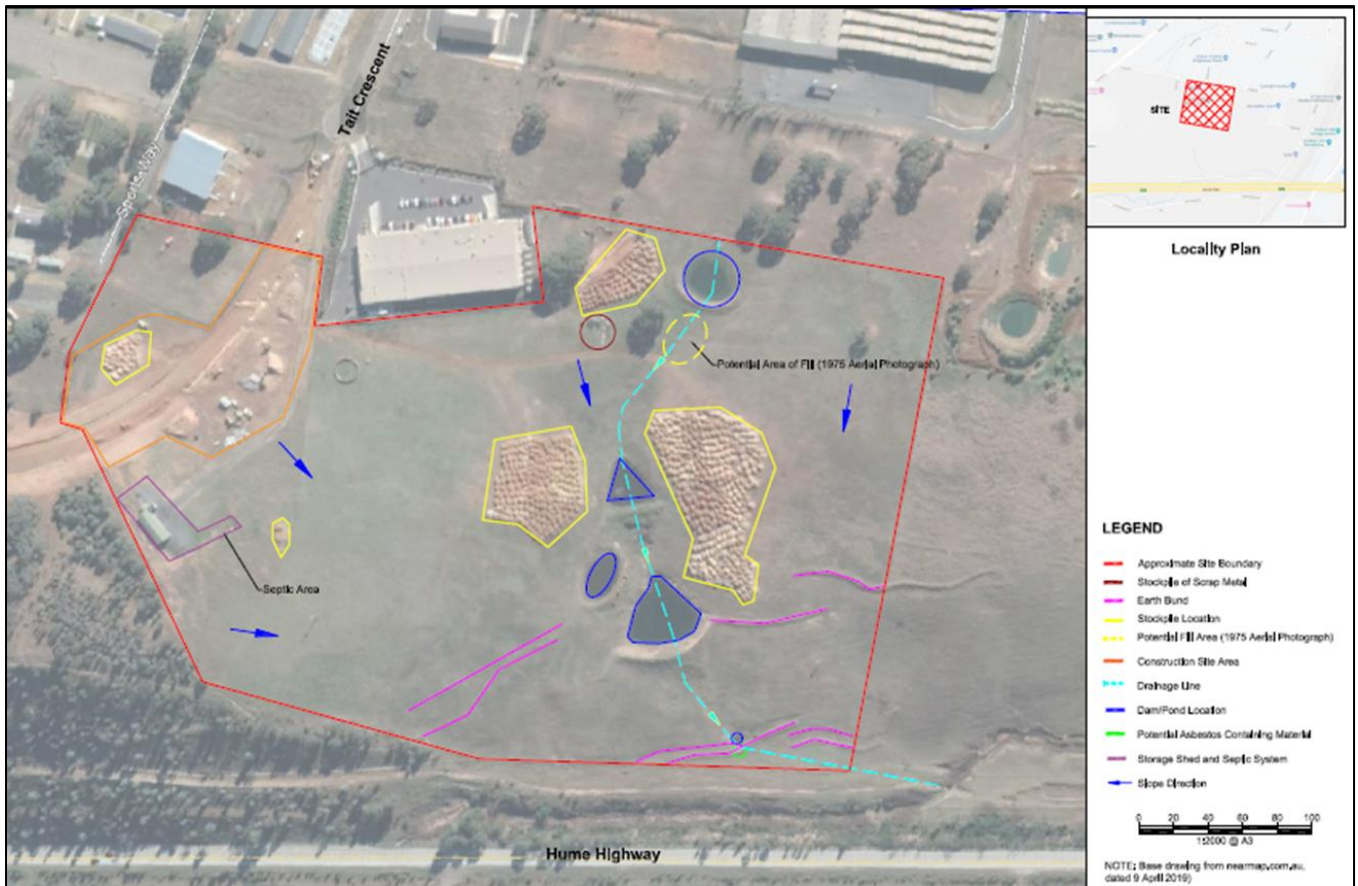 Tait Crescent
Sports Way
SITE
Locality Plan
Potential Area of Fill (1975 Aerial Photograph)
Septic Area
Hume Highway
LEGEND
Approximate Site Boundary
Stockpile of Scrap Metal
Earth Bund
Stockpile Location
Potential Fill Area (1975 Aerial Photograph)
Construction Site Area
Drainage Line
Dam/Pond Location
Potential Asbestos Containing Material
Storage Shed and Septic System
Slope Direction
0 20 40 60 80 100
1:2000 @ A3
NOTE: Base drawing from nearmap.com.au,
dated 9 April 2019)